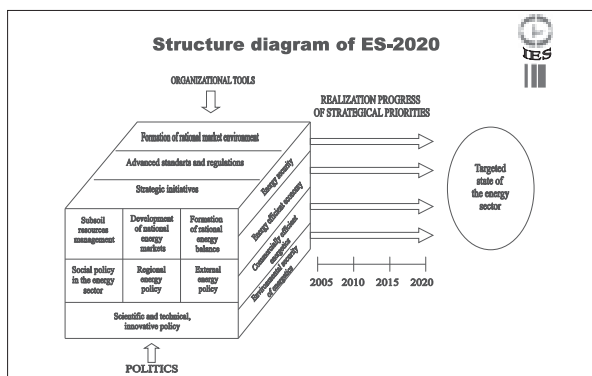 Structure diagram of ES-2020
IES
ORGANIZATIONAL TOOLS
REALIZATION PROGRESS
OF STRATEGICAL PRIORITIES
Formation of rational market environment
Advanced standarts and regulations
Strategic initiatives
Energy security
Energy efficient economy
Commercially efficient
energetics
Environmental security
of energetics
Subsoil
resources
management
Development
of national
energy
markets
Formation
of rational
energy
balance
Social policy
in the energy
sector
Regional
energy
policy
External
energy
policy
Scientific and technical,
innovative policy
POLITICS
Targeted
state of
the energy
sector
2005 2010 2015 2020